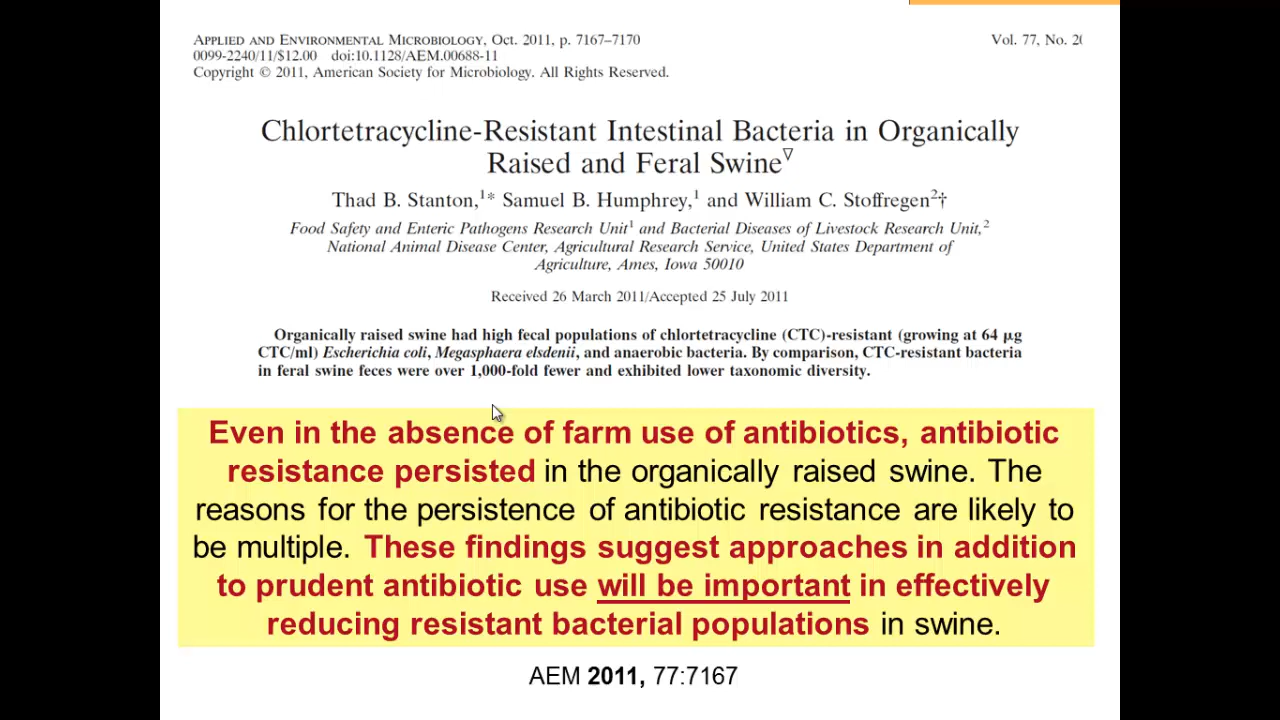 APPLIED AND ENVIRONMENTAL MICROBIOLOGY, Oct. 2011, p. 7167–7170
0099-2240/11/$12.00 doi:10.1128/AEM.00688-11
Copyright © 2011, American Society for Microbiology. All Rights Reserved.
Vol. 77, No. 20
Chlortetracycline-Resistant Intestinal Bacteria in Organically
Raised and Feral Swine▽
Thad B. Stanton,1* Samuel B. Humphrey,1 and William C. Stoffregen2†
Food Safety and Enteric Pathogens Research Unit1 and Bacterial Diseases of Livestock Research Unit,2
National Animal Disease Center, Agricultural Research Service, United States Department of
Agriculture, Ames, Iowa 50010
Received 26 March 2011/Accepted 25 July 2011
Organically raised swine had high fecal populations of chlortetracycline (CTC)-resistant (growing at 64 μg
CTC/ml) Escherichia coli, Megasphaera elsdenii, and anaerobic bacteria. By comparison, CTC-resistant bacteria
in feral swine feces were over 1,000-fold fewer and exhibited lower taxonomic diversity.
Even in the absence of farm use of antibiotics, antibiotic
resistance persisted in the organically raised swine. The
reasons for the persistence of antibiotic resistance are likely to
be multiple. These findings suggest approaches in addition
to prudent antibiotic use will be important in effectively
reducing resistant bacterial populations in swine.
AEM 2011, 77:7167